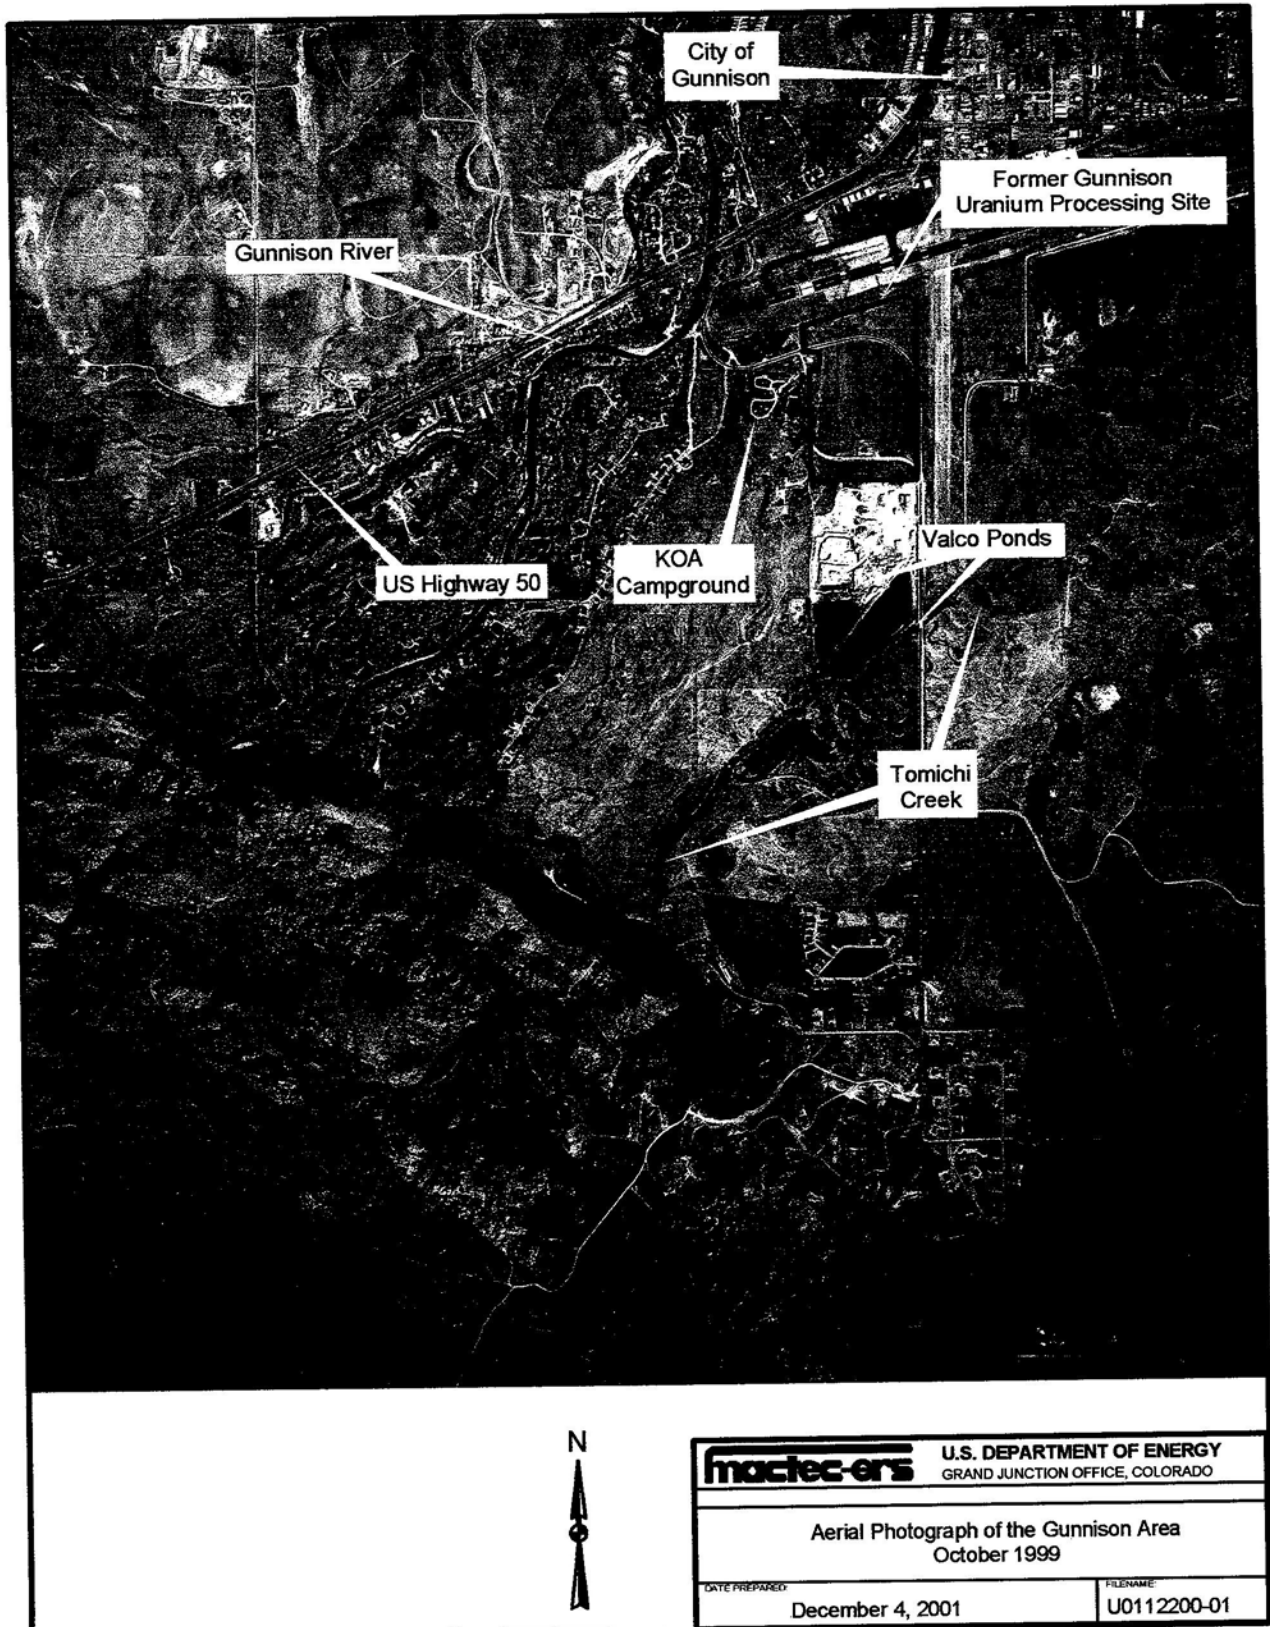 City of
Gunnison
Former Gunnison
Uranium Processing Site
Gunnison River
Valco Ponds
KOA
Campground
US Highway 50
Tomichi
Creek
N
mactec-ers
U.S. DEPARTMENT OF ENERGY
GRAND JUNCTION OFFICE, COLORADO
Aerial Photograph of the Gunnison Area
October 1999
DATE PREPARED:
December 4, 2001
FILENAME:
U0112200-01